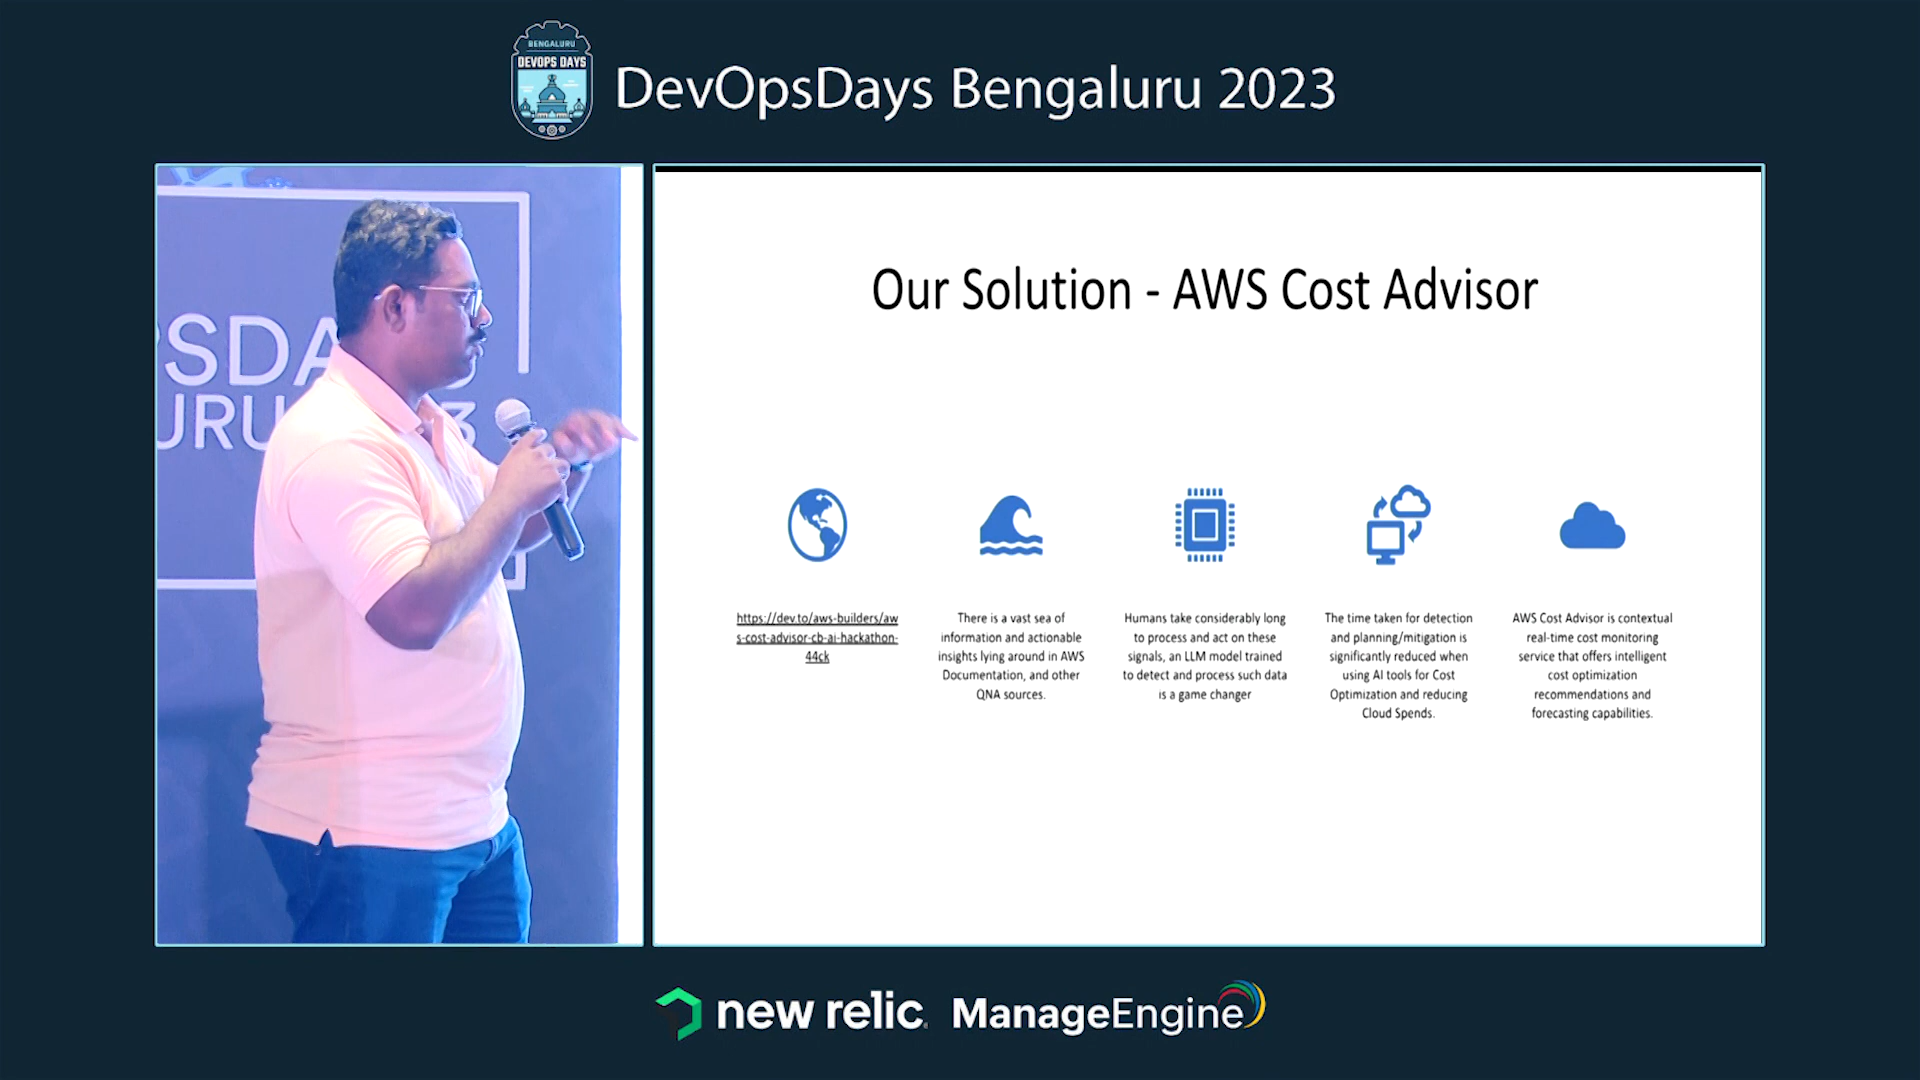 BENGALURU
DEVOPS DAYS
DevOpsDays Bengaluru 2023
Our Solution - AWS Cost Advisor
https://dev.to/aws-builders/aw
s-cost-advisor-cb-ai-hackathon-
44ck
There is a vast sea of
information and actionable
insights lying around in AWS
Documentation, and other
QNA sources.
Humans take considerably long
to process and act on these
signals, an LLM model trained
to detect and process such data
is a game changer
The time taken for detection
and planning/mitigation is
significantly reduced when
using AI tools for Cost
Optimization and reducing
Cloud Spends.
AWS Cost Advisor is contextual
real-time cost monitoring
service that offers intelligent
cost optimization
recommendations and
forecasting capabilities.
SDA
URU 3
new relic
ManageEngine